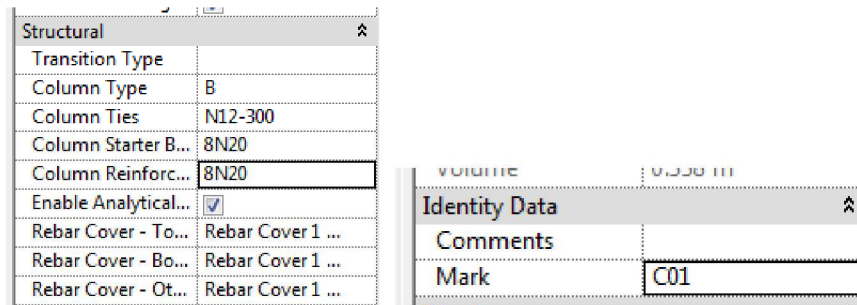 Structural
Transition Type
Column Type B
Column Ties N12-300
Column Starter B... 8N20
Column Reinforc... 8N20
Enable Analytical...
Rebar Cover - To... Rebar Cover 1 ...
Rebar Cover - Bo... Rebar Cover 1 ...
Rebar Cover - Ot... Rebar Cover 1 ...
Volume
Identity Data
Comments
Mark C01